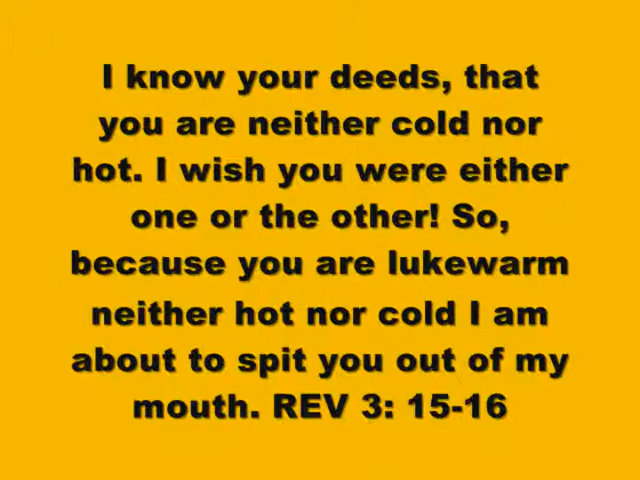 I know your deeds, that
you are neither cold nor
hot. I wish you were either
one or the other! So,
because you are lukewarm
neither hot nor cold I am
about to spit you out of my
mouth. REV 3: 15-16